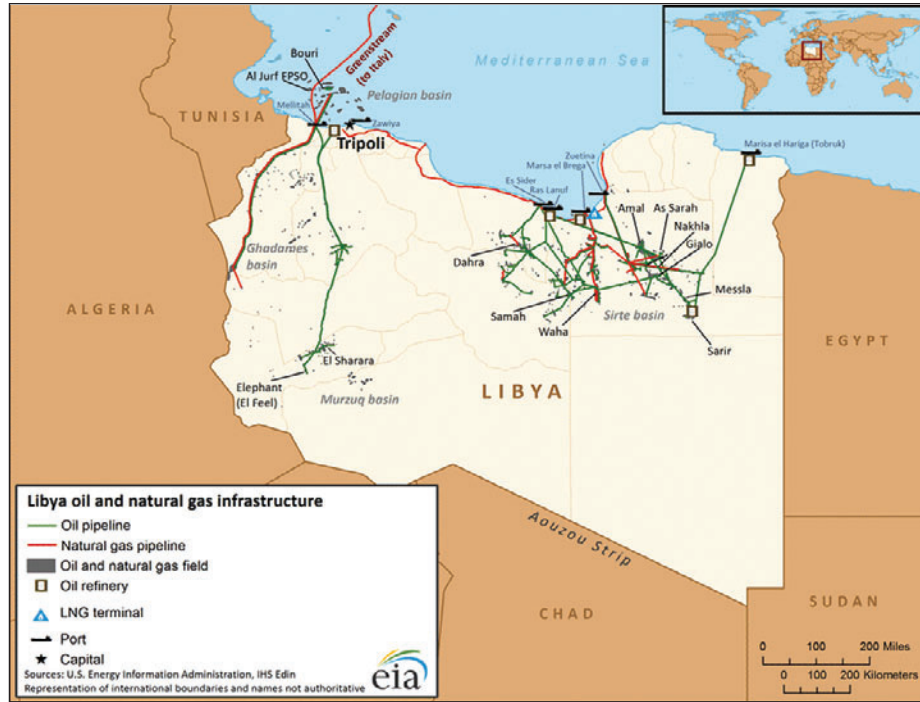 Bouri
Al Jurf FPSO
Greenstream
(to Italy)
Mediterranean Sea
Pelagian basin
TUNISIA
Mellitah
Zawiya
Tripoli
Marisa el Hariga (Tobruk)
Zuetina
Marsa el Brega
Es Sider
Ras Lanuf
Amal
As Sarah
Nakhla
Gialo
Ghadames
basin
Dahra
Messla
Samah
Sirte basin
Waha
ALGERIA
Sarir
EGYPT
El Sharara
Elephant
(El Feel)
Murzuq basin
LIBYA
Aouzou Strip
CHAD
SUDAN
Libya oil and natural gas infrastructure
Oil pipeline
Natural gas pipeline
Oil and natural gas field
Oil refinery
LNG terminal
Port
Capital
Sources: U.S. Energy Information Administration, IHS Edin
Representation of international boundaries and names not authoritative
eia
0 100 200 Miles
0 100 200 Kilometers